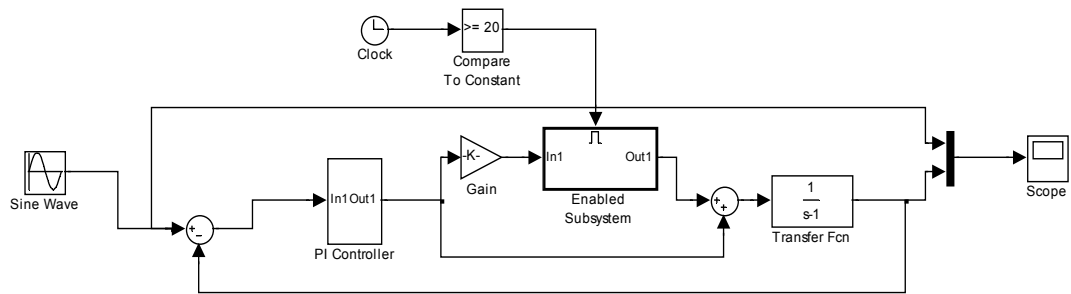 Clock
>= 20
Compare
To Constant
Sine Wave
+
−
In1 Out1
PI Controller
-K-
Gain
In1
Out1
Enabled
Subsystem
+
+
1
s-1
Transfer Fcn
Scope